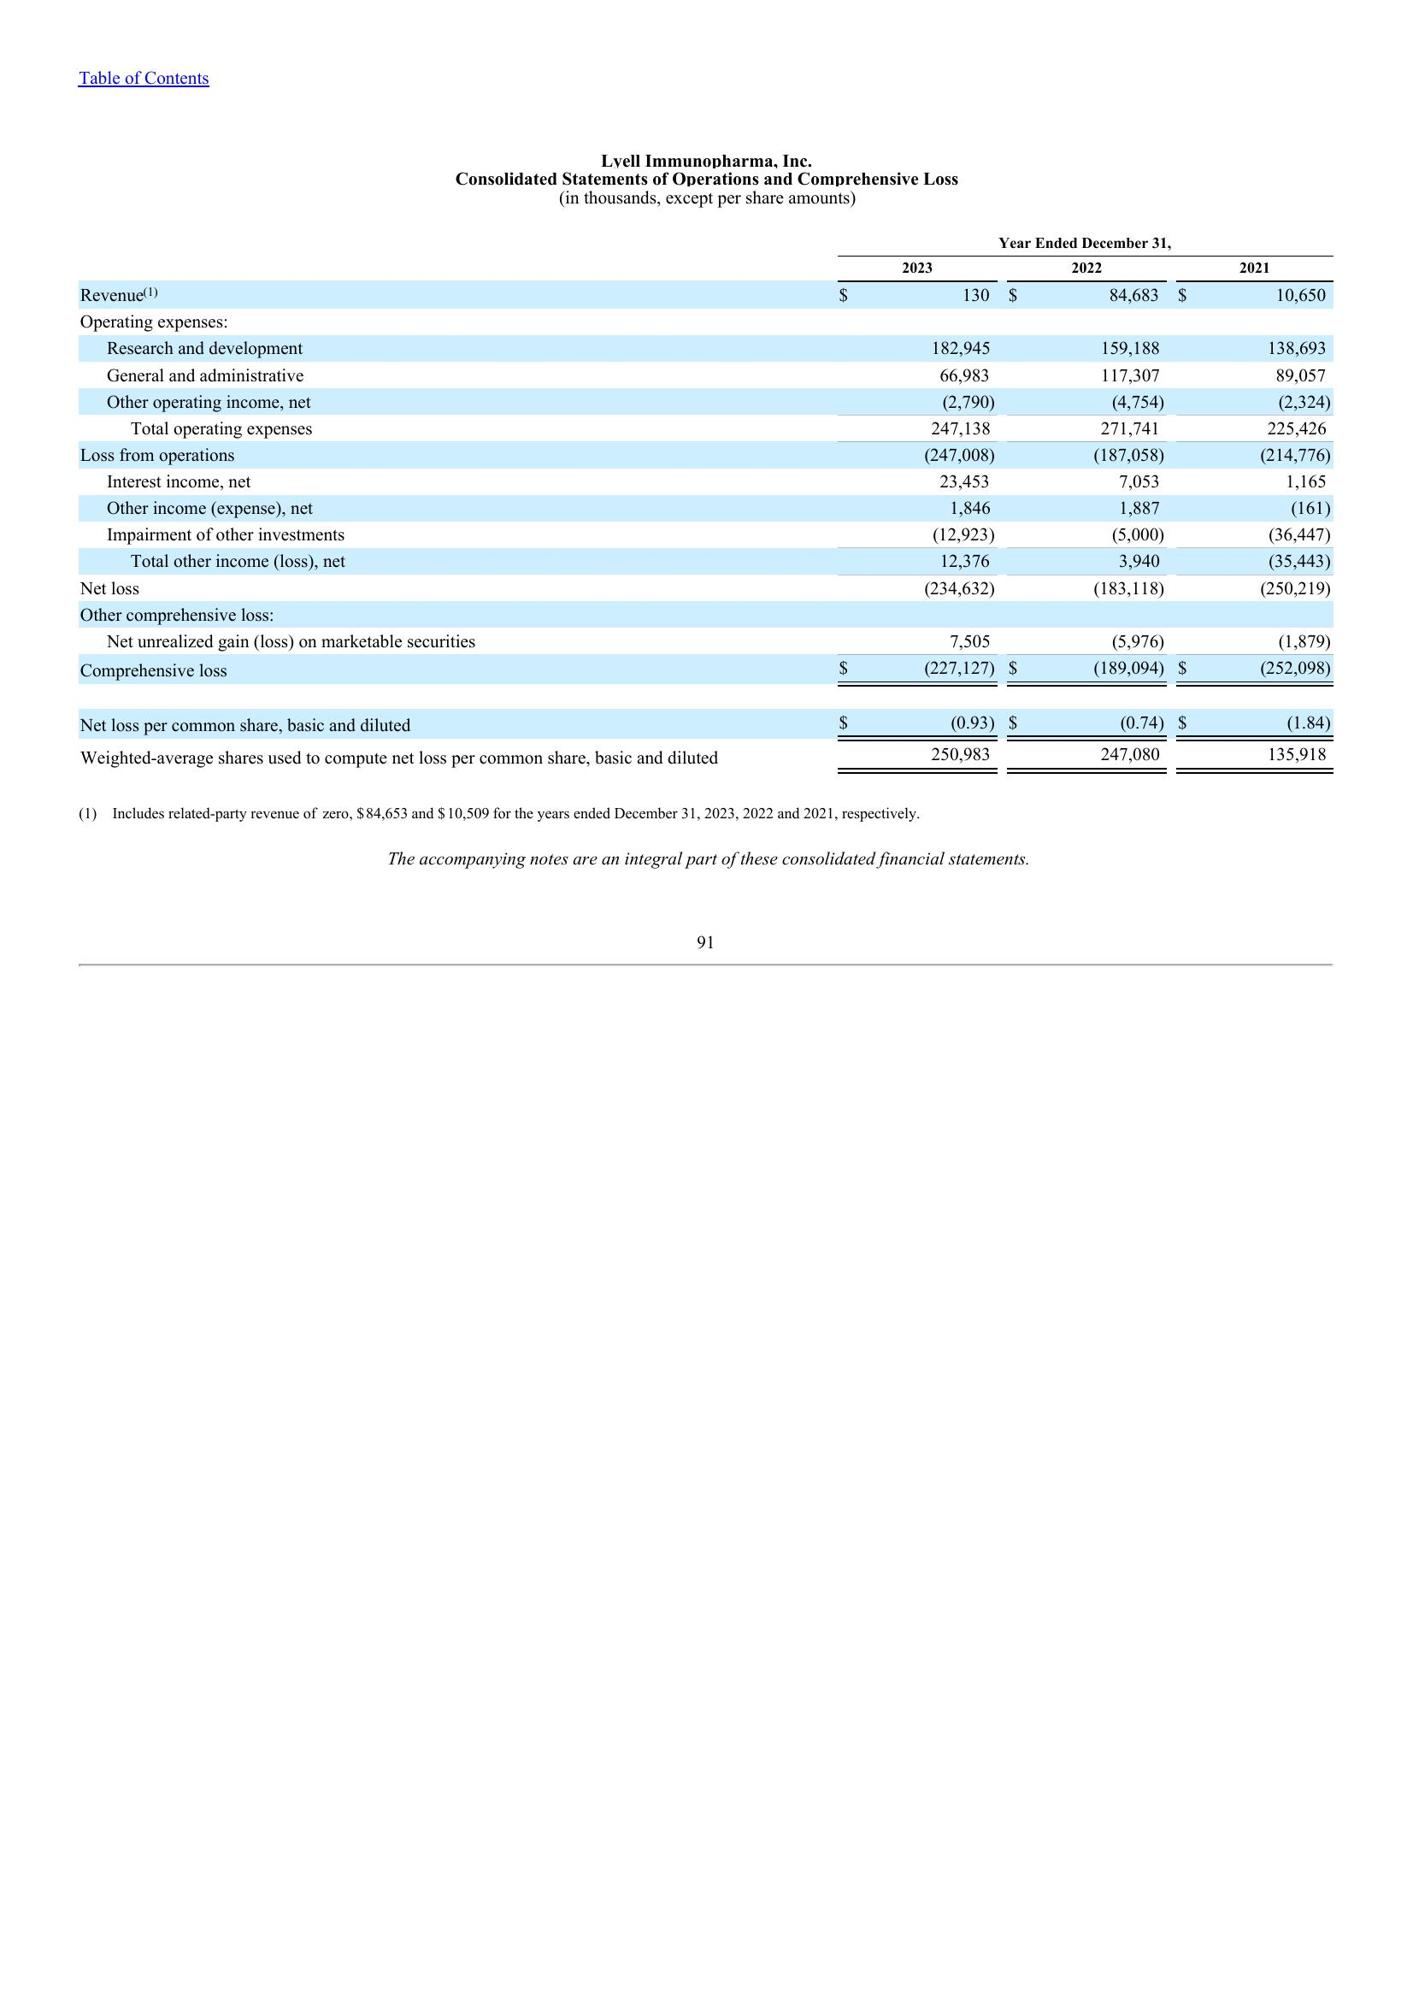 Table of Contents
Lyell Immunopharma, Inc.
Consolidated Statements of Operations and Comprehensive Loss
(in thousands, except per share amounts)
Year Ended December 31,
2023 2022 2021
Revenue(1) $ 130 $ 84,683 $ 10,650
Operating expenses:
Research and development 182,945 159,188 138,693
General and administrative 66,983 117,307 89,057
Other operating income, net (2,790) (4,754) (2,324)
Total operating expenses 247,138 271,741 225,426
Loss from operations (247,008) (187,058) (214,776)
Interest income, net 23,453 7,053 1,165
Other income (expense), net 1,846 1,887 (161)
Impairment of other investments (12,923) (5,000) (36,447)
Total other income (loss), net 12,376 3,940 (35,443)
Net loss (234,632) (183,118) (250,219)
Other comprehensive loss:
Net unrealized gain (loss) on marketable securities 7,505 (5,976) (1,879)
Comprehensive loss $ (227,127) $ (189,094) $ (252,098)
Net loss per common share, basic and diluted $ (0.93) $ (0.74) $ (1.84)
Weighted-average shares used to compute net loss per common share, basic and diluted 250,983 247,080 135,918
(1) Includes related-party revenue of zero, $84,653 and $10,509 for the years ended December 31, 2023, 2022 and 2021, respectively.
The accompanying notes are an integral part of these consolidated financial statements.
91